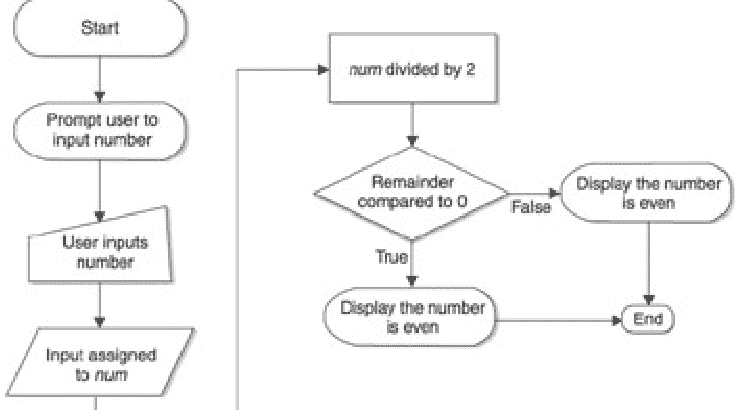 Start
Prompt user to
input number
User inputs
number
Input assigned
to num
num divided by 2
Remainder
compared to 0
False
Display the number
is even
True
Display the number
is even
End